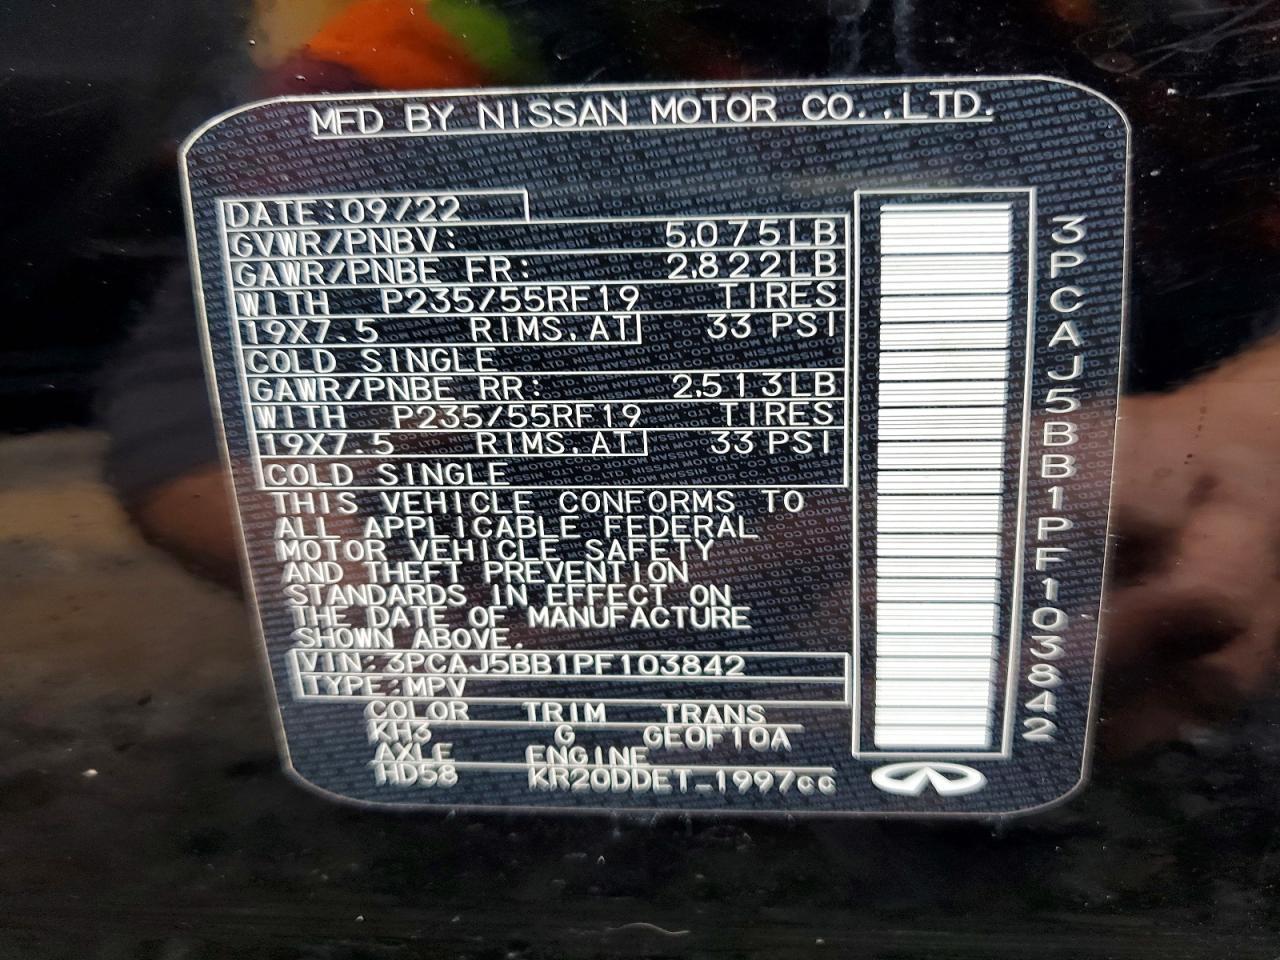 MFD BY NISSAN MOTOR CO.,LTD.
DATE:09/22
GVWR/PNBV: 5,075LB
GAWR/PNBE FR: 2,822LB
WITH P235/55RF19 TIRES
19X7.5 RIMS,AT 33 PSI
COLD SINGLE
GAWR/PNBE RR: 2,513LB
WITH P235/55RF19 TIRES
19X7.5 RIMS,AT 33 PSI
COLD SINGLE
THIS VEHICLE CONFORMS TO
ALL APPLICABLE FEDERAL
MOTOR VEHICLE SAFETY
AND THEFT PREVENTION
STANDARDS IN EFFECT ON
THE DATE OF MANUFACTURE
SHOWN ABOVE.
VIN:3PCAJ5BB1PF103842
TYPE:MPV
COLOR TRIM TRANS
KH3 G GE0F10A
AXLE ENGINE
HD58 KR20DDET_1997cc
3PCAJ5BB1PF103842